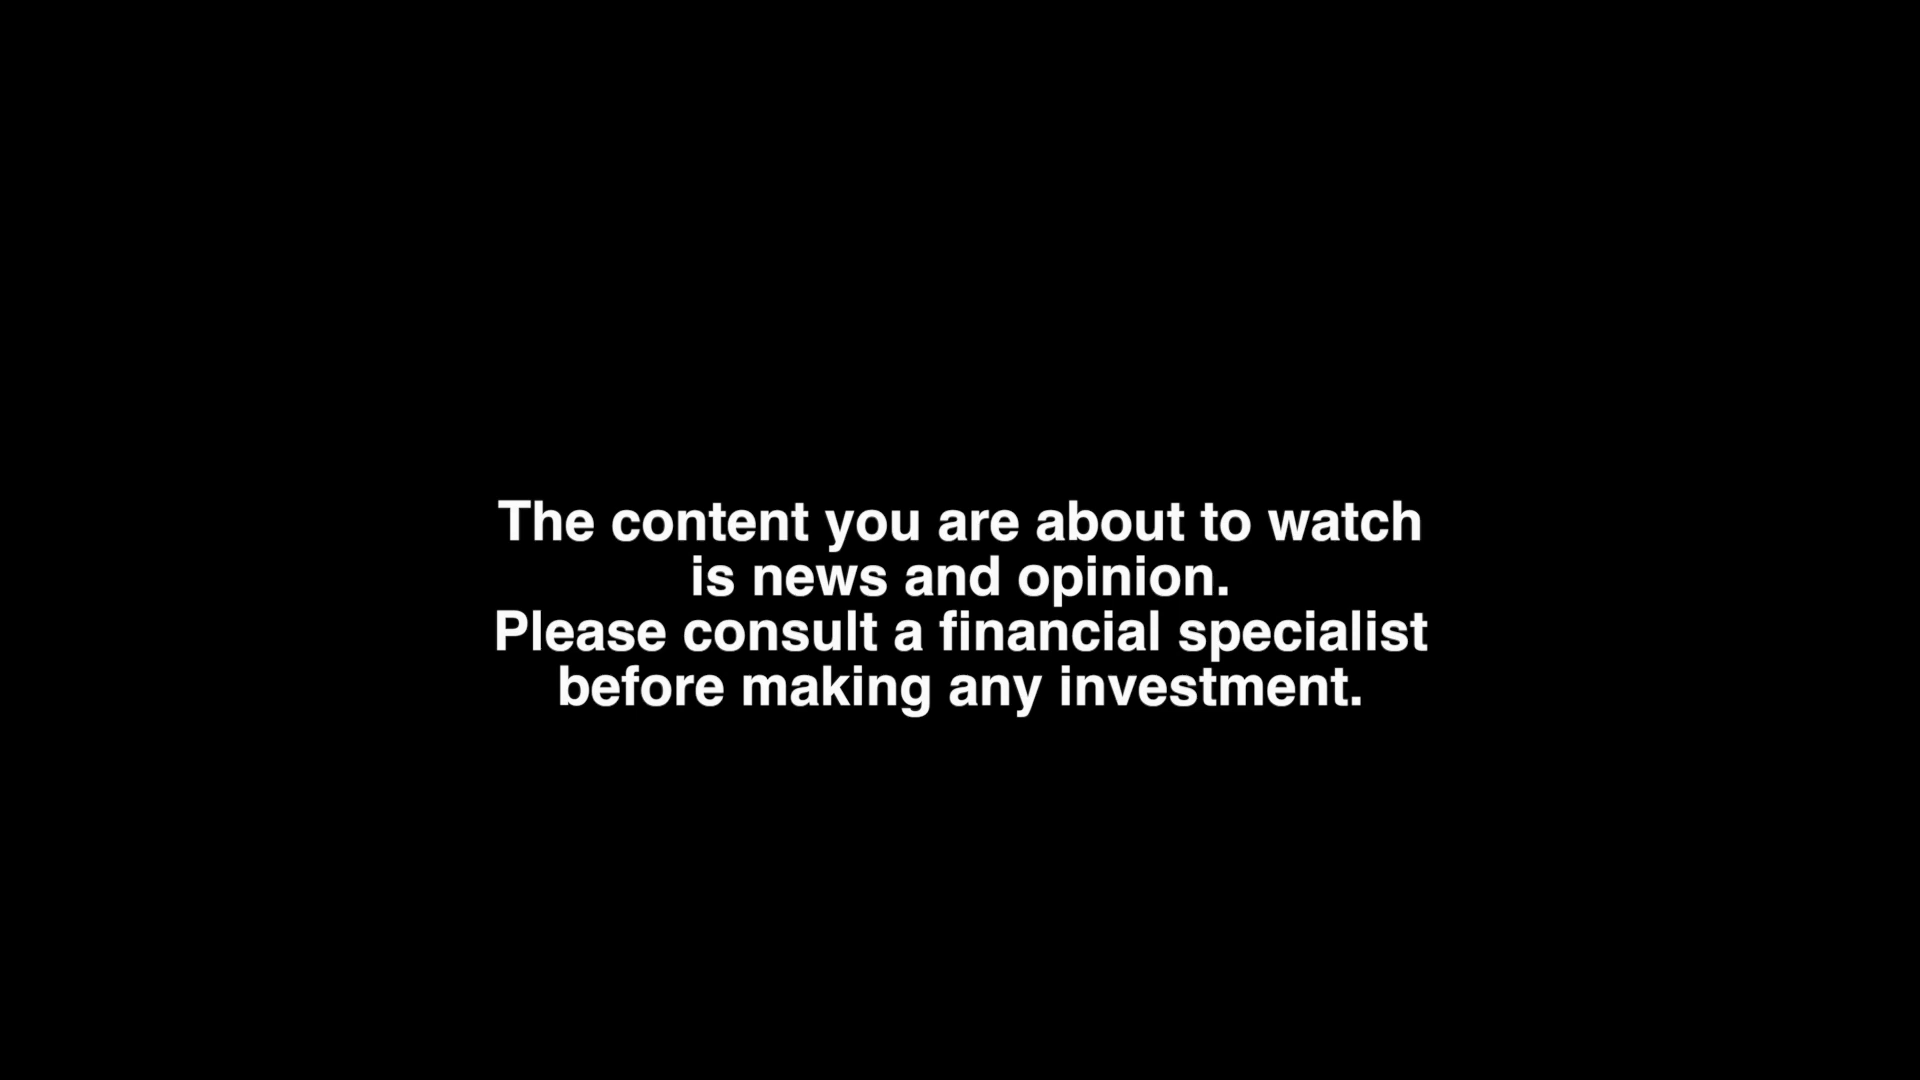 The content you are about to watch
is news and opinion.
Please consult a financial specialist
before making any investment.